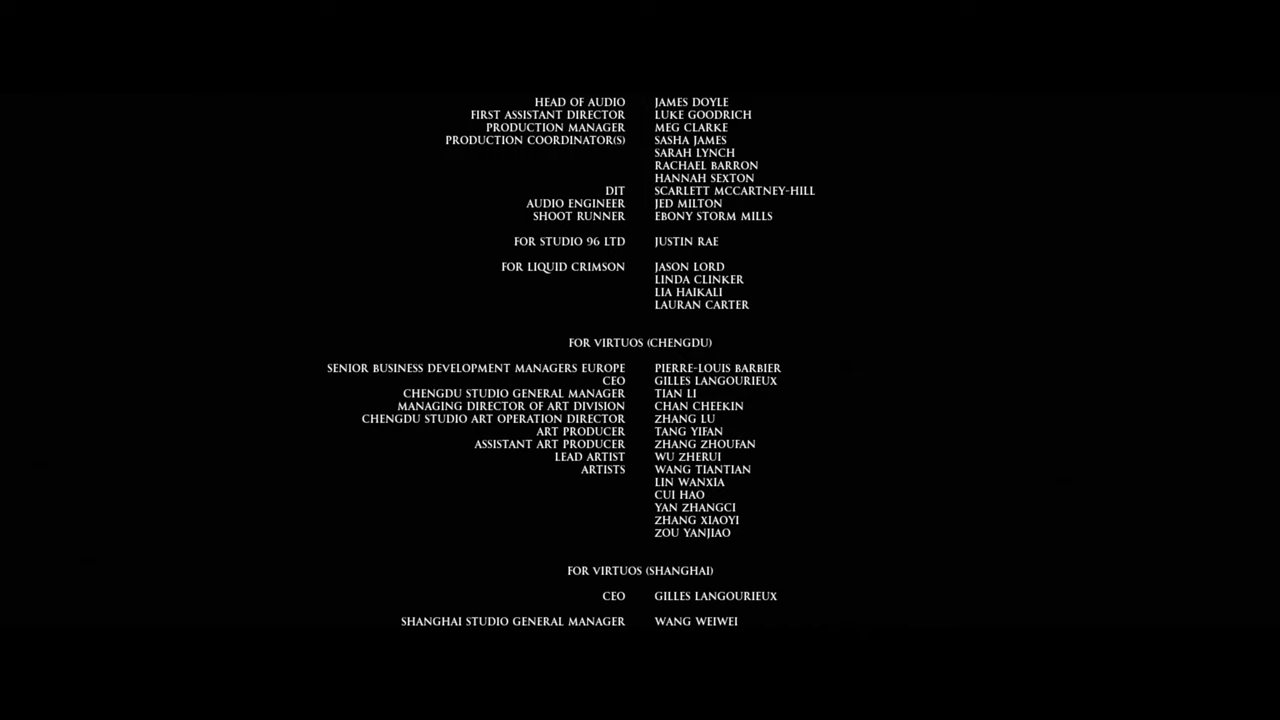 HEAD OF AUDIO JAMES DOYLE
FIRST ASSISTANT DIRECTOR LUKE GOODRICH
PRODUCTION MANAGER MEG CLARKE
PRODUCTION COORDINATOR(S) SASHA JAMES
SARAH LYNCH
RACHAEL BARRON
HANNAH SEXTON
DIT SCARLETT MCCARTNEY-HILL
AUDIO ENGINEER JED MILTON
SHOOT RUNNER EBONY STORM MILLS
FOR STUDIO 96 LTD JUSTIN RAE
FOR LIQUID CRIMSON JASON LORD
LINDA CLINKER
LIA HAIKALI
LAURAN CARTER
FOR VIRTUOS (CHENGDU)
SENIOR BUSINESS DEVELOPMENT MANAGERS EUROPE PIERRE-LOUIS BARBIER
CEO GILLES LANGOURIEUX
CHENGDU STUDIO GENERAL MANAGER TIAN LI
MANAGING DIRECTOR OF ART DIVISION CHAN CHEEKIN
CHENGDU STUDIO ART OPERATION DIRECTOR ZHANG LU
ART PRODUCER TANG YIFAN
ASSISTANT ART PRODUCER ZHANG ZHOUFAN
LEAD ARTIST WU ZHERUI
ARTISTS WANG TIANTIAN
LIN WANXIA
CUI HAO
YAN ZHANGCI
ZHANG XIAOYI
ZOU YANJIAO
FOR VIRTUOS (SHANGHAI)
CEO GILLES LANGOURIEUX
SHANGHAI STUDIO GENERAL MANAGER WANG WEIWEI